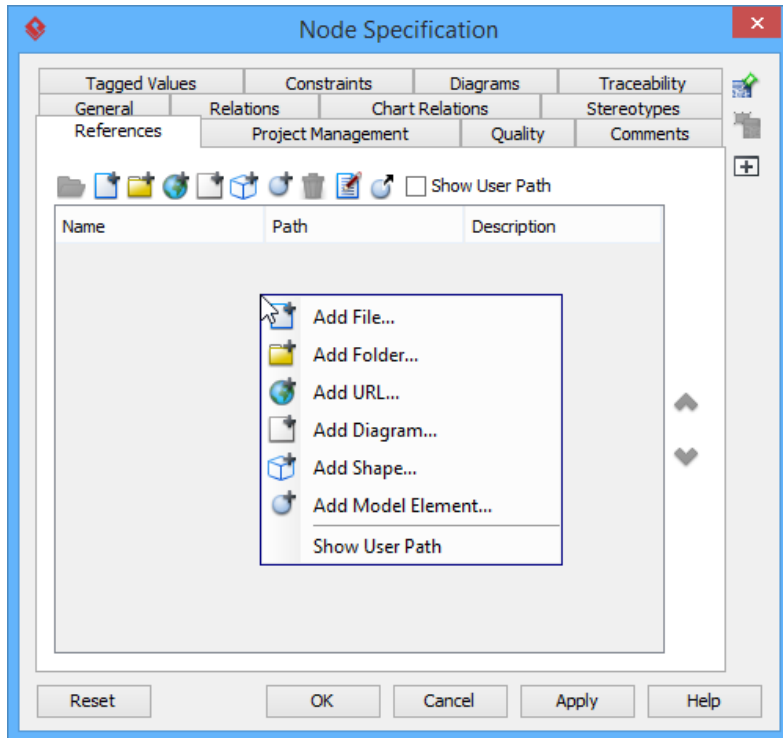 Node Specification
Tagged Values Constraints Diagrams Traceability
General Relations Chart Relations Stereotypes
References Project Management Quality Comments
Show User Path
Name Path Description
Add File...
Add Folder...
Add URL...
Add Diagram...
Add Shape...
Add Model Element...
Show User Path
Reset OK Cancel Apply Help